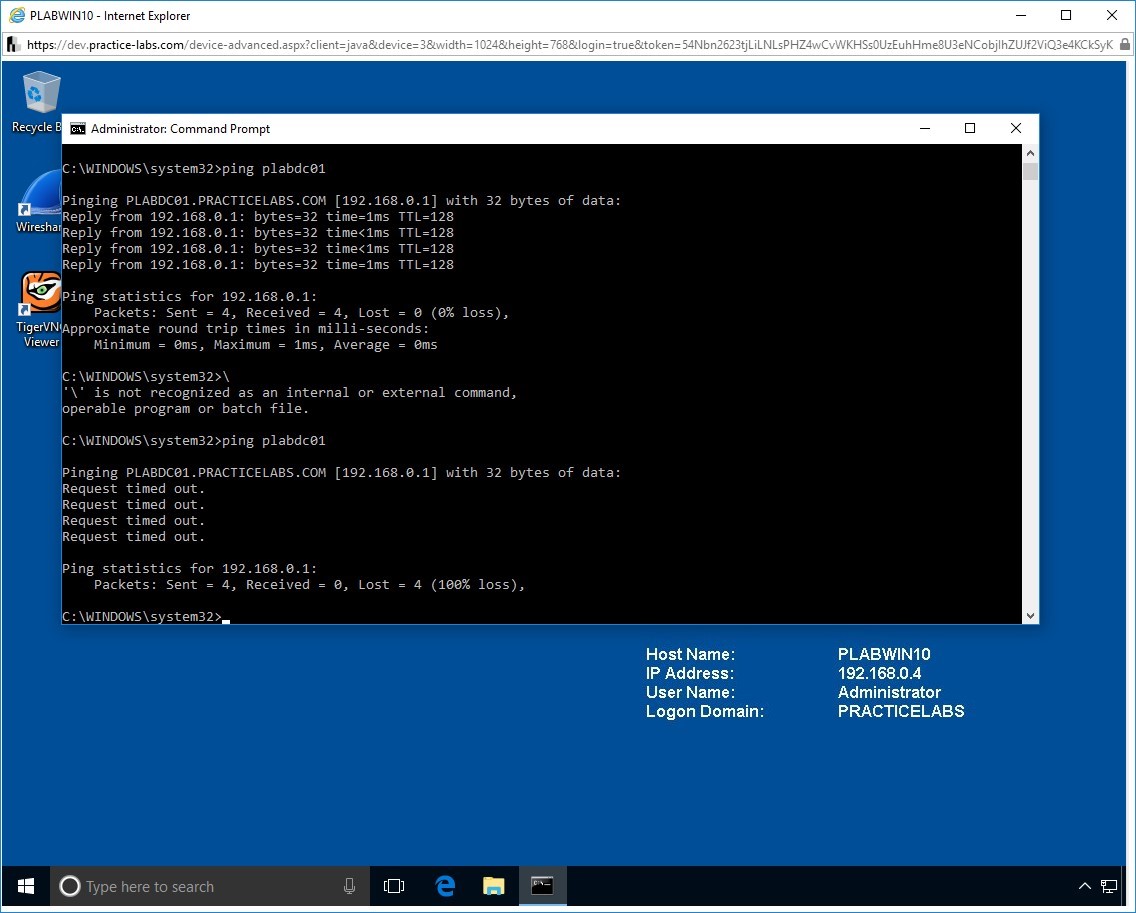 PLABWIN10 - Internet Explorer
https://dev.practice-labs.com/device-advanced.aspx?client=java&device=3&width=1024&height=768&login=true&token=
Recycle B
Administrator: Command Prompt
C:\WINDOWS\system32>ping plabdc01
Pinging PLABDC01.PRACTICELABS.COM [192.168.0.1] with 32 bytes of data:
Reply from 192.168.0.1: bytes=32 time=1ms TTL=128
Reply from 192.168.0.1: bytes=32 time<1ms TTL=128
Reply from 192.168.0.1: bytes=32 time<1ms TTL=128
Reply from 192.168.0.1: bytes=32 time=1ms TTL=128
Ping statistics for 192.168.0.1:
Packets: Sent = 4, Received = 4, Lost = 0 (0% loss),
Approximate round trip times in milli-seconds:
Minimum = 0ms, Maximum = 1ms, Average = 0ms
C:\WINDOWS\system32>\
'\' is not recognized as an internal or external command,
operable program or batch file.
C:\WINDOWS\system32>ping plabdc01
Pinging PLABDC01.PRACTICELABS.COM [192.168.0.1] with 32 bytes of data:
Request timed out.
Request timed out.
Request timed out.
Request timed out.
Ping statistics for 192.168.0.1:
Packets: Sent = 4, Received = 0, Lost = 4 (100% loss),
C:\WINDOWS\system32>
Wireshar
TigerVNC
Viewer
Host Name: PLABWIN10
IP Address: 192.168.0.4
User Name: Administrator
Logon Domain: PRACTICELABS
Type here to search